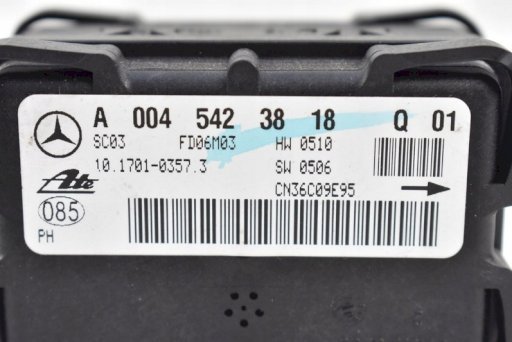 A 004 542 38 18 Q 01
SC03 FD06M03 HW 0510
10.1701-0357.3 SW 0506
Ate CN36C09E95
085
PH